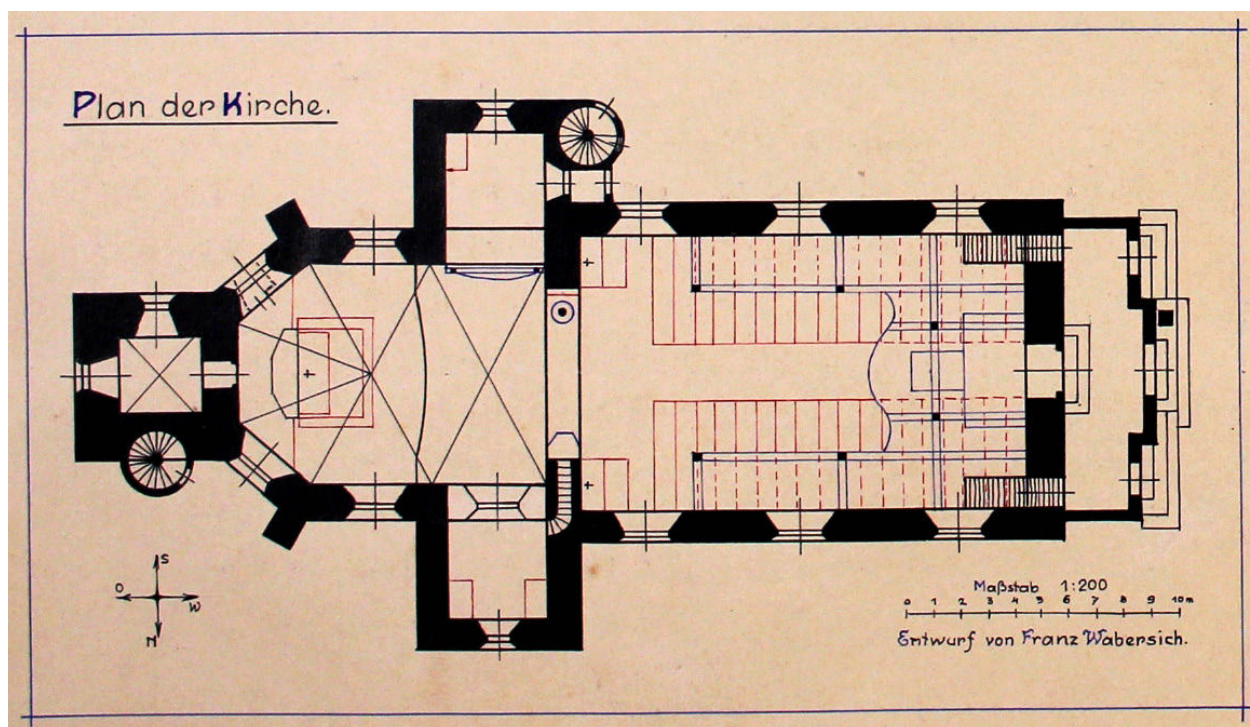 Plan der Kirche.
S
O
W
N
Maßstab 1:200
0 1 2 3 4 5 6 7 8 9 10m
Entwurf von Franz Wabersich.